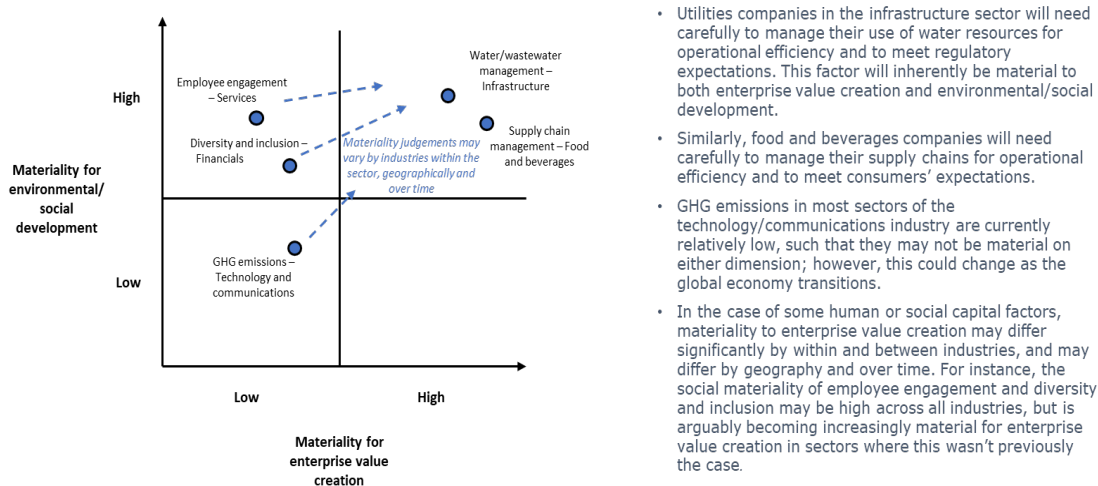 Water/wastewater
management –
Infrastructure
Employee engagement
– Services
High
Diversity and inclusion –
Financials
Supply chain
management – Food
and beverages
Materiality judgements may
vary by industries within the
sector, geographically and
over time
Materiality for
environmental/
social
development
GHG emissions –
Technology and
communications
Low
Low
High
Materiality for
enterprise value
creation
• Utilities companies in the infrastructure sector will need
carefully to manage their use of water resources for
operational efficiency and to meet regulatory
expectations. This factor will inherently be material to
both enterprise value creation and environmental/social
development.
• Similarly, food and beverages companies will need
carefully to manage their supply chains for operational
efficiency and to meet consumers’ expectations.
• GHG emissions in most sectors of the
technology/communications industry are currently
relatively low, such that they may not be material on
either dimension; however, this could change as the
global economy transitions.
• In the case of some human or social capital factors,
materiality to enterprise value creation may differ
significantly by within and between industries, and may
differ by geography and over time. For instance, the
social materiality of employee engagement and diversity
and inclusion may be high across all industries, but is
arguably becoming increasingly material for enterprise
value creation in sectors where this wasn’t previously
the case.